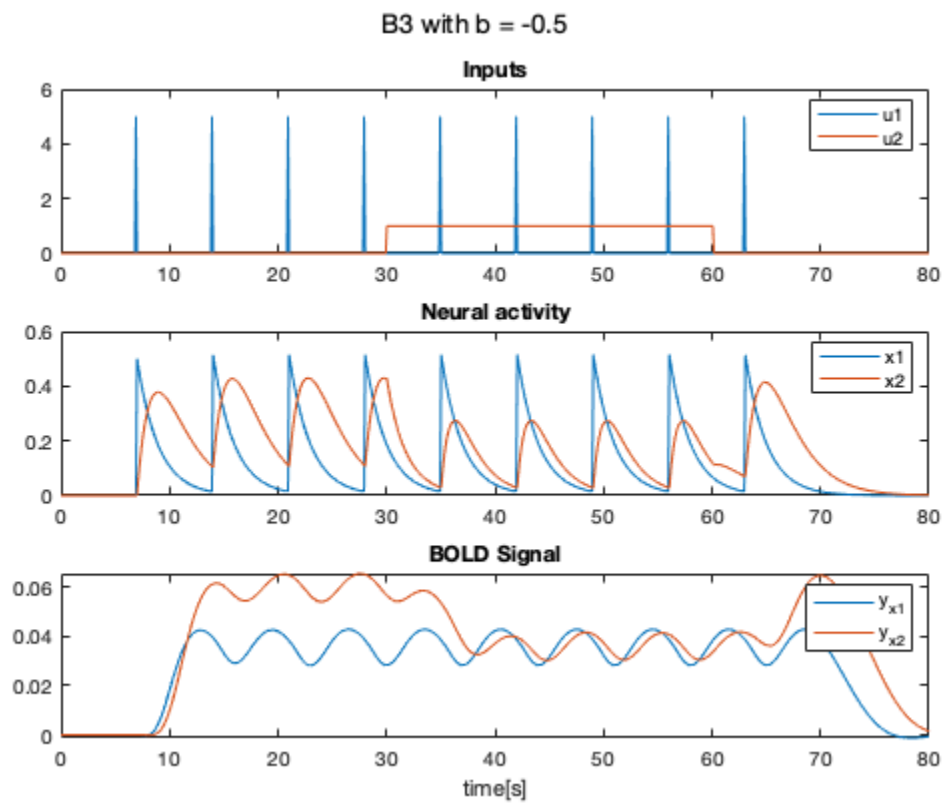 B3 with b = -0.5
Inputs
6
4
2
0
u1
u2
0 10 20 30 40 50 60 70 80
Neural activity
0.6
0.4
0.2
0
x1
x2
0 10 20 30 40 50 60 70 80
BOLD Signal
0.06
0.04
0.02
0
yx1
yx2
0 10 20 30 40 50 60 70 80
time[s]